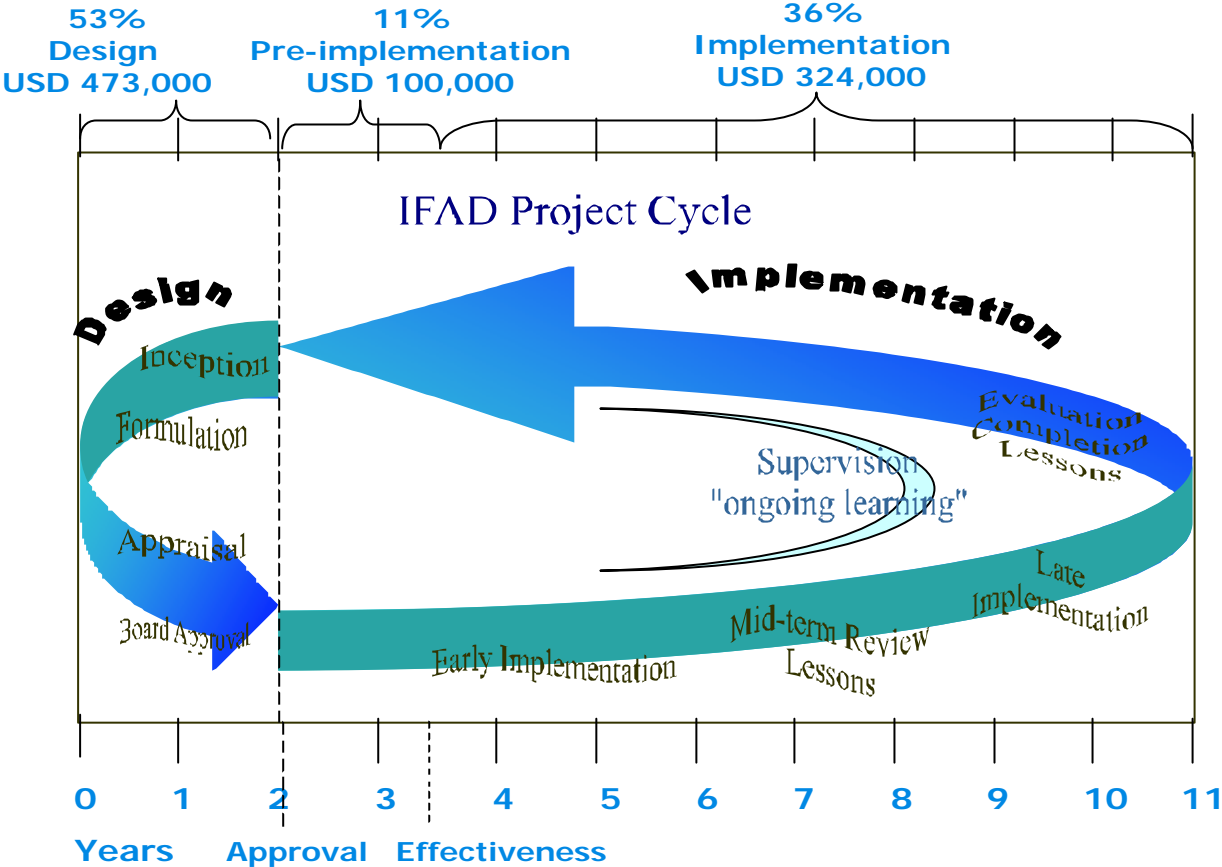 53%
Design
USD 473,000
11%
Pre-implementation
USD 100,000
36%
Implementation
USD 324,000
IFAD Project Cycle
Design
Implementation
Inception
Formulation
Appraisal
Board Approval
Evaluation
Completion
Lessons
Supervision
"ongoing learning"
Late
Implementation
Mid-term Review
Lessons
Early Implementation
0 1 2 3 4 5 6 7 8 9 10 11
Years Approval Effectiveness